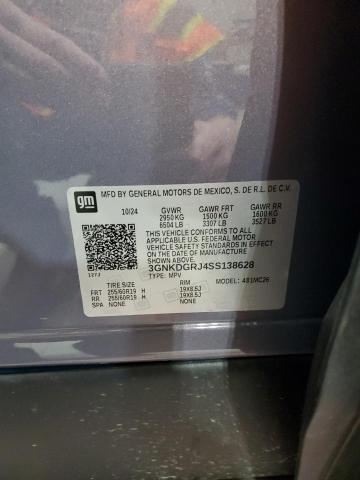 gm
MFD BY GENERAL MOTORS DE MEXICO, S. DE R.L. DE C.V.
10/24 GVWR GAWR FRT GAWR RR
2950 KG 1500 KG 1600 KG
6504 LB 3307 LB 3527 LB
THIS VEHICLE CONFORMS TO ALL
APPLICABLE U.S. FEDERAL MOTOR
VEHICLE SAFETY STANDARDS IN
EFFECT ON THE DATE OF
MANUFACTURE SHOWN ABOVE.
3GNKDGRJ4SS138628
TYPE: MPV MODEL: 481MC26
TIRE RIM
FRT 255/60R19 H 19X8.5J
RR 255/60R19 H 19X8.5J
SPA NONE NONE